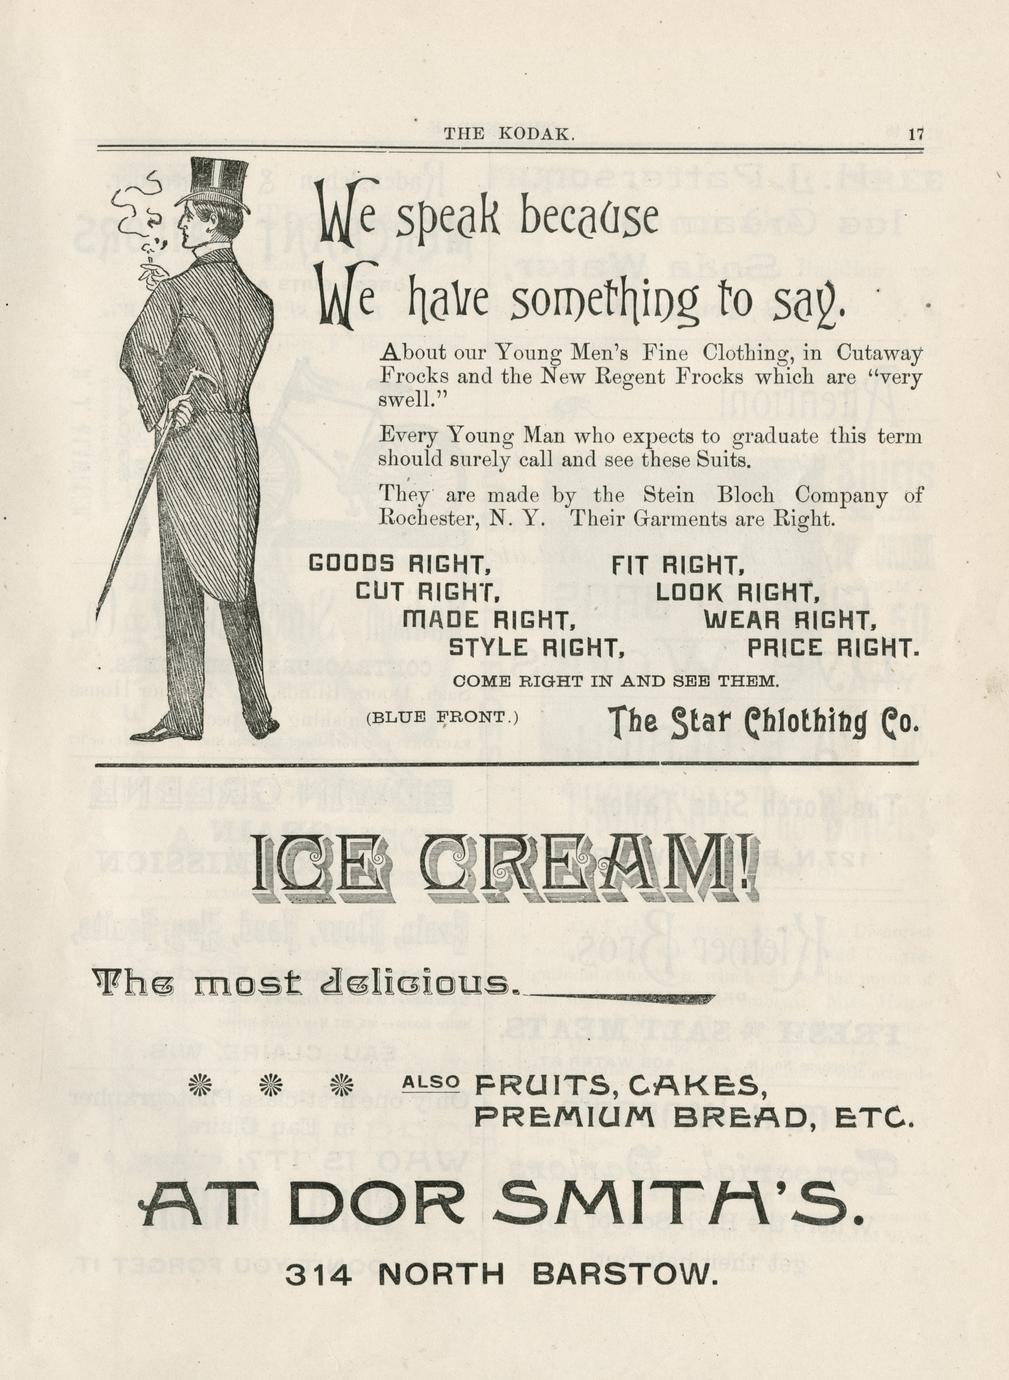 THE KODAK.
17
We speak because
We have something to say.
About our Young Men's Fine Clothing, in Cutaway
Frocks and the New Regent Frocks which are "very
swell."
Every Young Man who expects to graduate this term
should surely call and see these Suits.
They are made by the Stein Bloch Company of
Rochester, N. Y. Their Garments are Right.
GOODS RIGHT, FIT RIGHT,
CUT RIGHT, LOOK RIGHT,
MADE RIGHT, WEAR RIGHT,
STYLE RIGHT, PRICE RIGHT.
COME RIGHT IN AND SEE THEM.
(BLUE FRONT.) The Star Chlothing Co.
ICE CREAM!
The most delicious.
ALSO FRUITS, CAKES,
PREMIUM BREAD, ETC.
AT DOR SMITH'S.
314 NORTH BARSTOW.